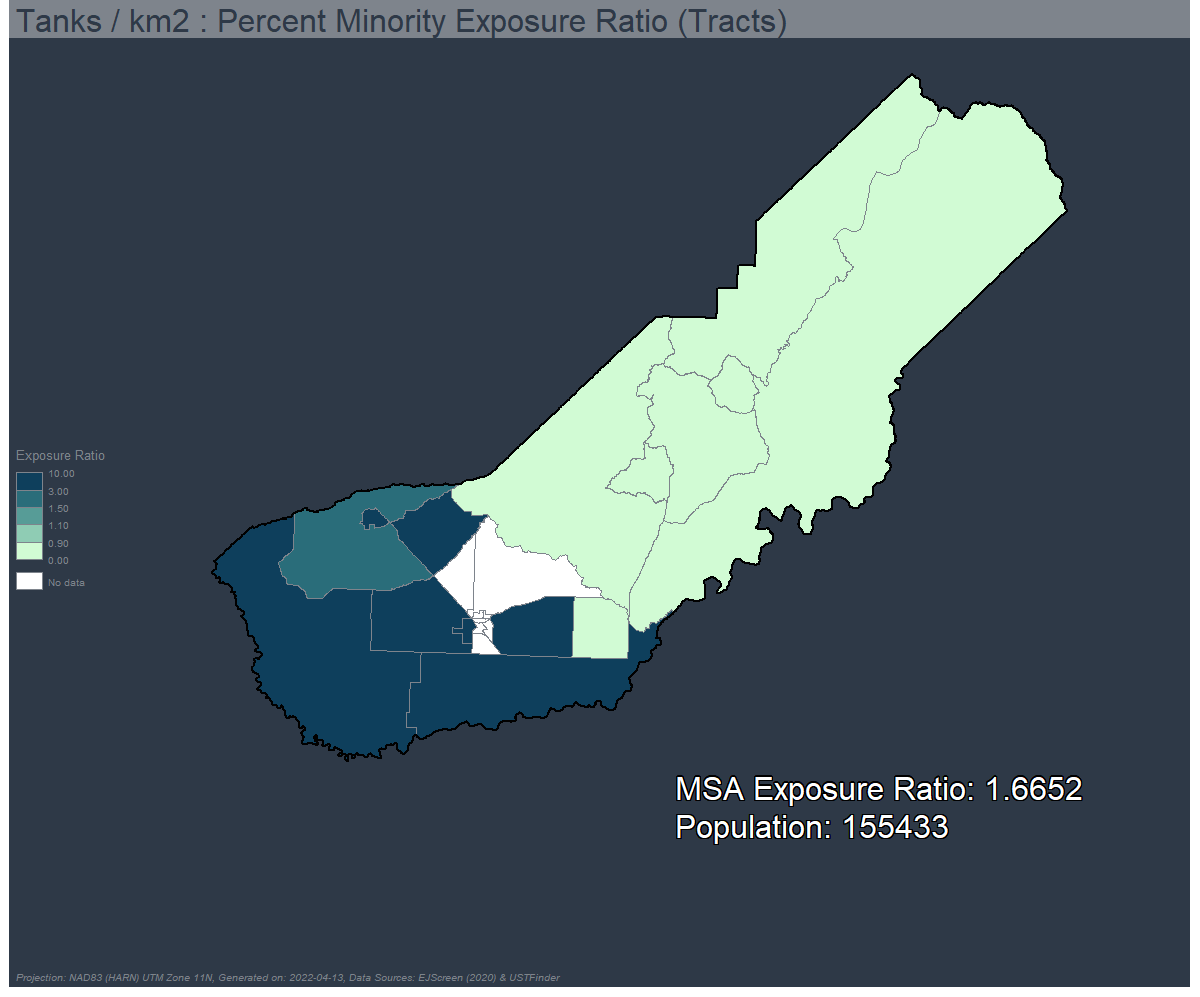 Tanks / km2 : Percent Minority Exposure Ratio (Tracts)
Exposure Ratio
10.00
3.00
1.50
1.10
0.90
0.00
No data
MSA Exposure Ratio: 1.6652
Population: 155433
Projection: NAD83 (HARN) UTM Zone 11N, Generated on: 2022-04-13, Data Sources: EJScreen (2020) & USTFinder